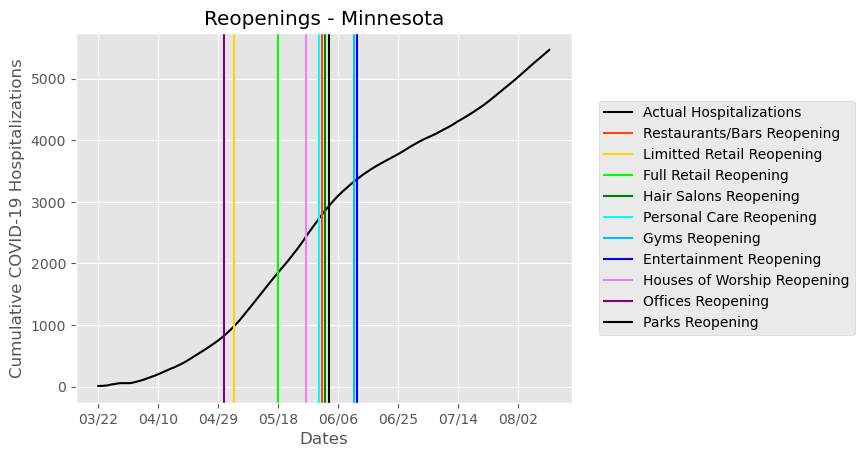 Reopenings - Minnesota
Cumulative COVID-19 Hospitalizations
5000
4000
3000
2000
1000
0
03/22 04/10 04/29 05/18 06/06 06/25 07/14 08/02
Dates
Actual Hospitalizations
Restaurants/Bars Reopening
Limitted Retail Reopening
Full Retail Reopening
Hair Salons Reopening
Personal Care Reopening
Gyms Reopening
Entertainment Reopening
Houses of Worship Reopening
Offices Reopening
Parks Reopening